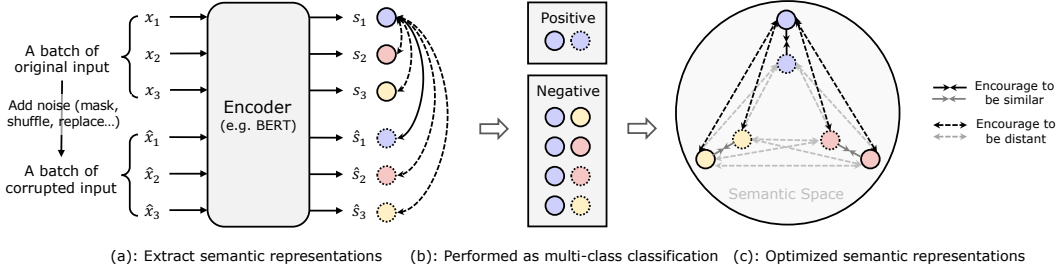 A batch of
original input
Add noise (mask,
shuffle, replace...)
A batch of
corrupted input
x₁
x₂
x₃
x̂₁
x̂₂
x̂₃
Encoder
(e.g. BERT)
s₁
s₂
s₃
ŝ₁
ŝ₂
ŝ₃
Positive
Negative
Semantic Space
Encourage to
be similar
Encourage to
be distant
(a): Extract semantic representations
(b): Performed as multi-class classification
(c): Optimized semantic representations